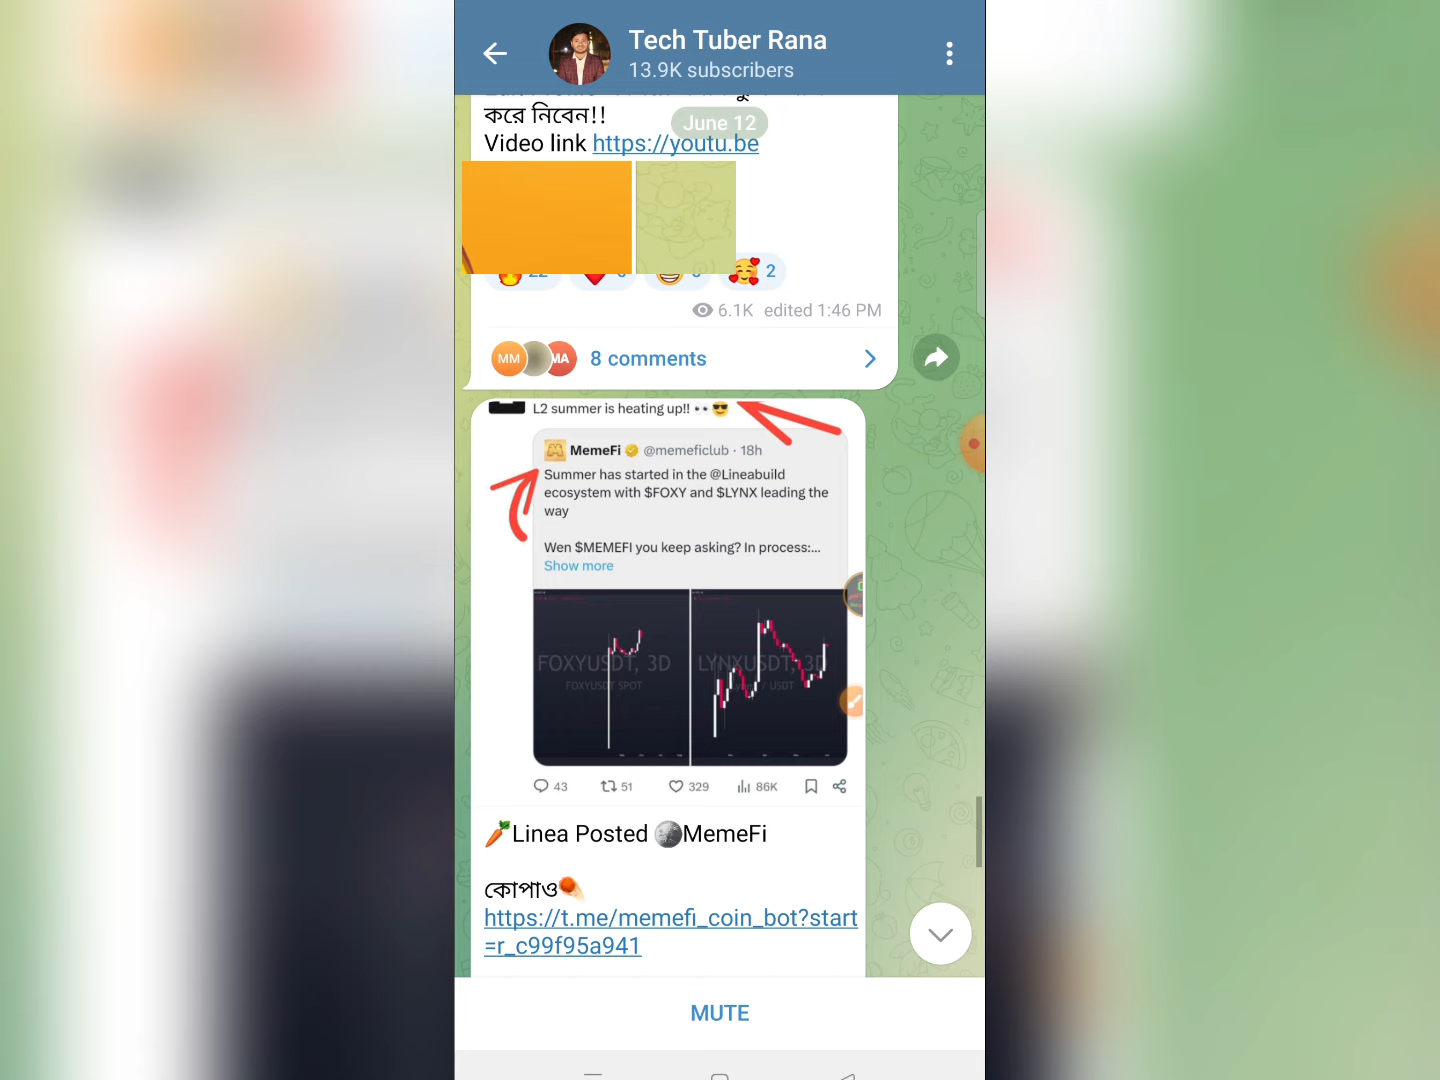 Tech Tuber Rana
13.9K subscribers
করে নিবেন!!
June 12
Video link https://youtu.be
2
6.1K edited 1:46 PM
MM MA 8 comments
L2 summer is heating up!! 👀 😎
MemeFi @memeficlub · 18h
Summer has started in the @Lineabuild
ecosystem with $FOXY and $LYNX leading the
way
Wen $MEMEFI you keep asking? In process:...
Show more
FOXYUSDT, 3D
FOXYUSDT SPOT
LYNXUSDT, 3D
/ USDT
43 51 329 86K
🥕Linea Posted 🌚MemeFi
কোপাও☄️
https://t.me/memefi_coin_bot?start
=r_c99f95a941
MUTE